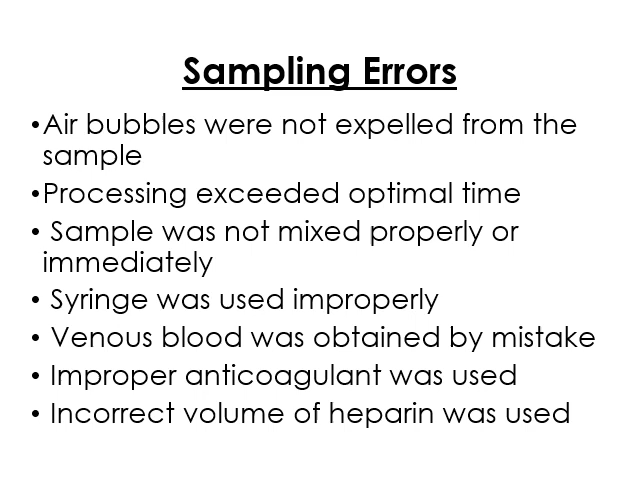 Sampling Errors
•Air bubbles were not expelled from the
sample
•Processing exceeded optimal time
• Sample was not mixed properly or
immediately
• Syringe was used improperly
• Venous blood was obtained by mistake
• Improper anticoagulant was used
• Incorrect volume of heparin was used